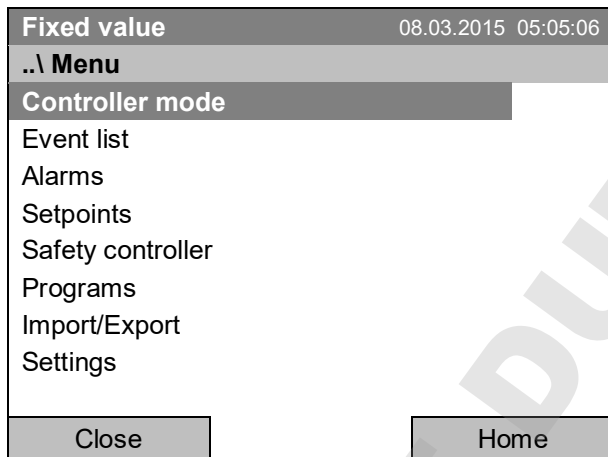 Fixed value 08.03.2015 05:05:06
..\ Menu
Controller mode
Event list
Alarms
Setpoints
Safety controller
Programs
Import/Export
Settings
Close Home